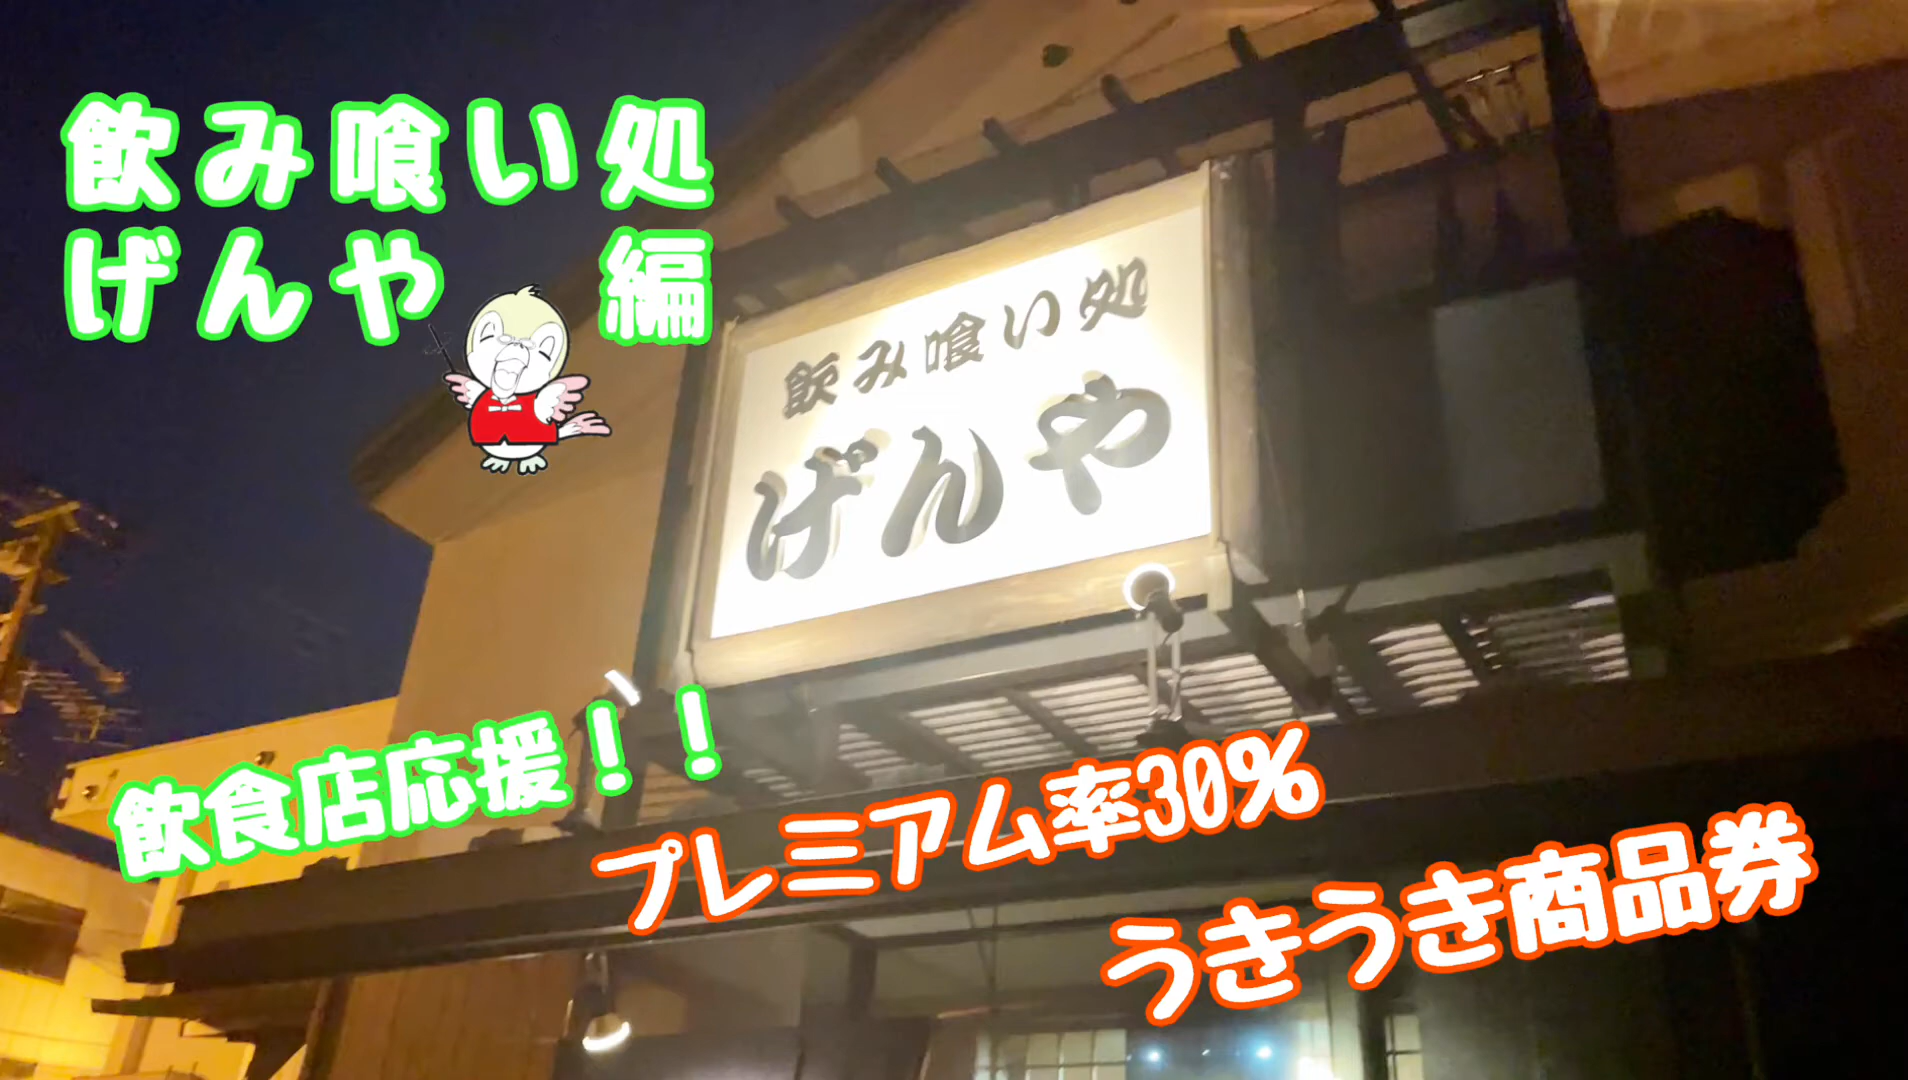 飲み喰い処
げんや 編
飲み喰い処
げんや
飲食店応援！！
プレミアム率30％
うきうき商品券